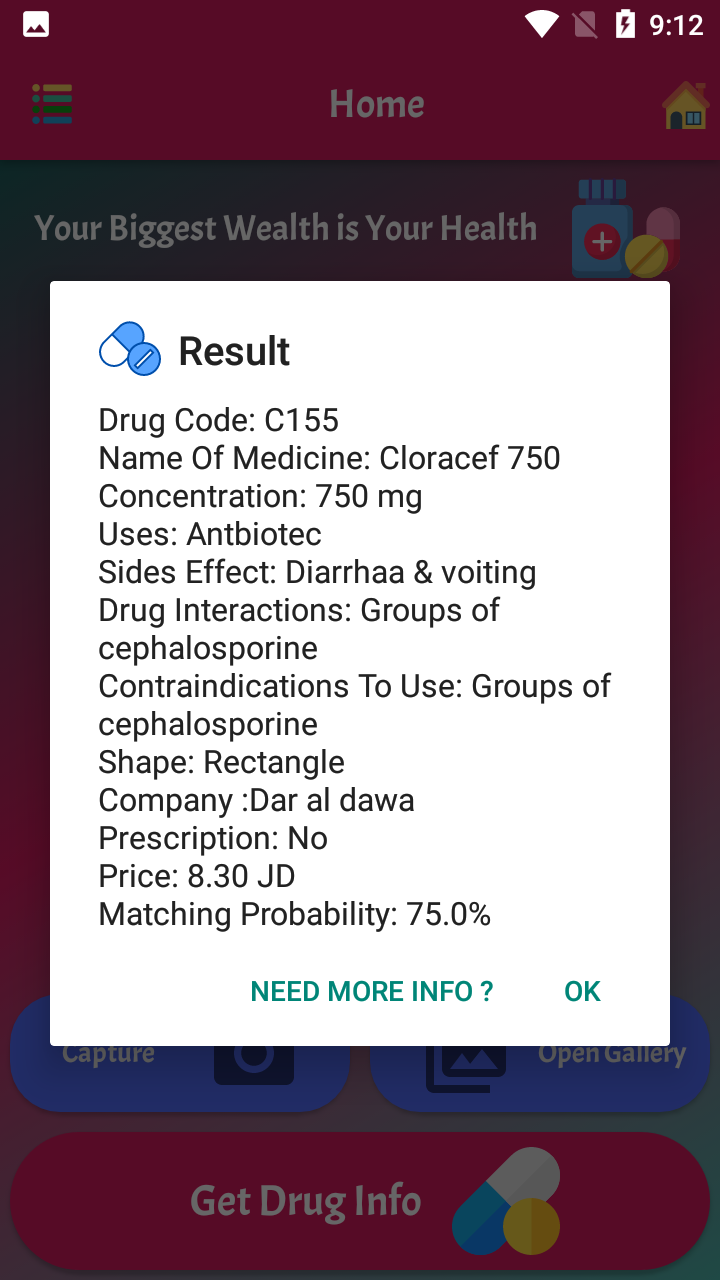 9:12
Home
Your Biggest Wealth is Your Health
Result
Drug Code: C155
Name Of Medicine: Cloracef 750
Concentration: 750 mg
Uses: Antbiotec
Sides Effect: Diarrhaa & voiting
Drug Interactions: Groups of
cephalosporine
Contraindications To Use: Groups of
cephalosporine
Shape: Rectangle
Company :Dar al dawa
Prescription: No
Price: 8.30 JD
Matching Probability: 75.0%
NEED MORE INFO ? OK
Capture Open Gallery
Get Drug Info